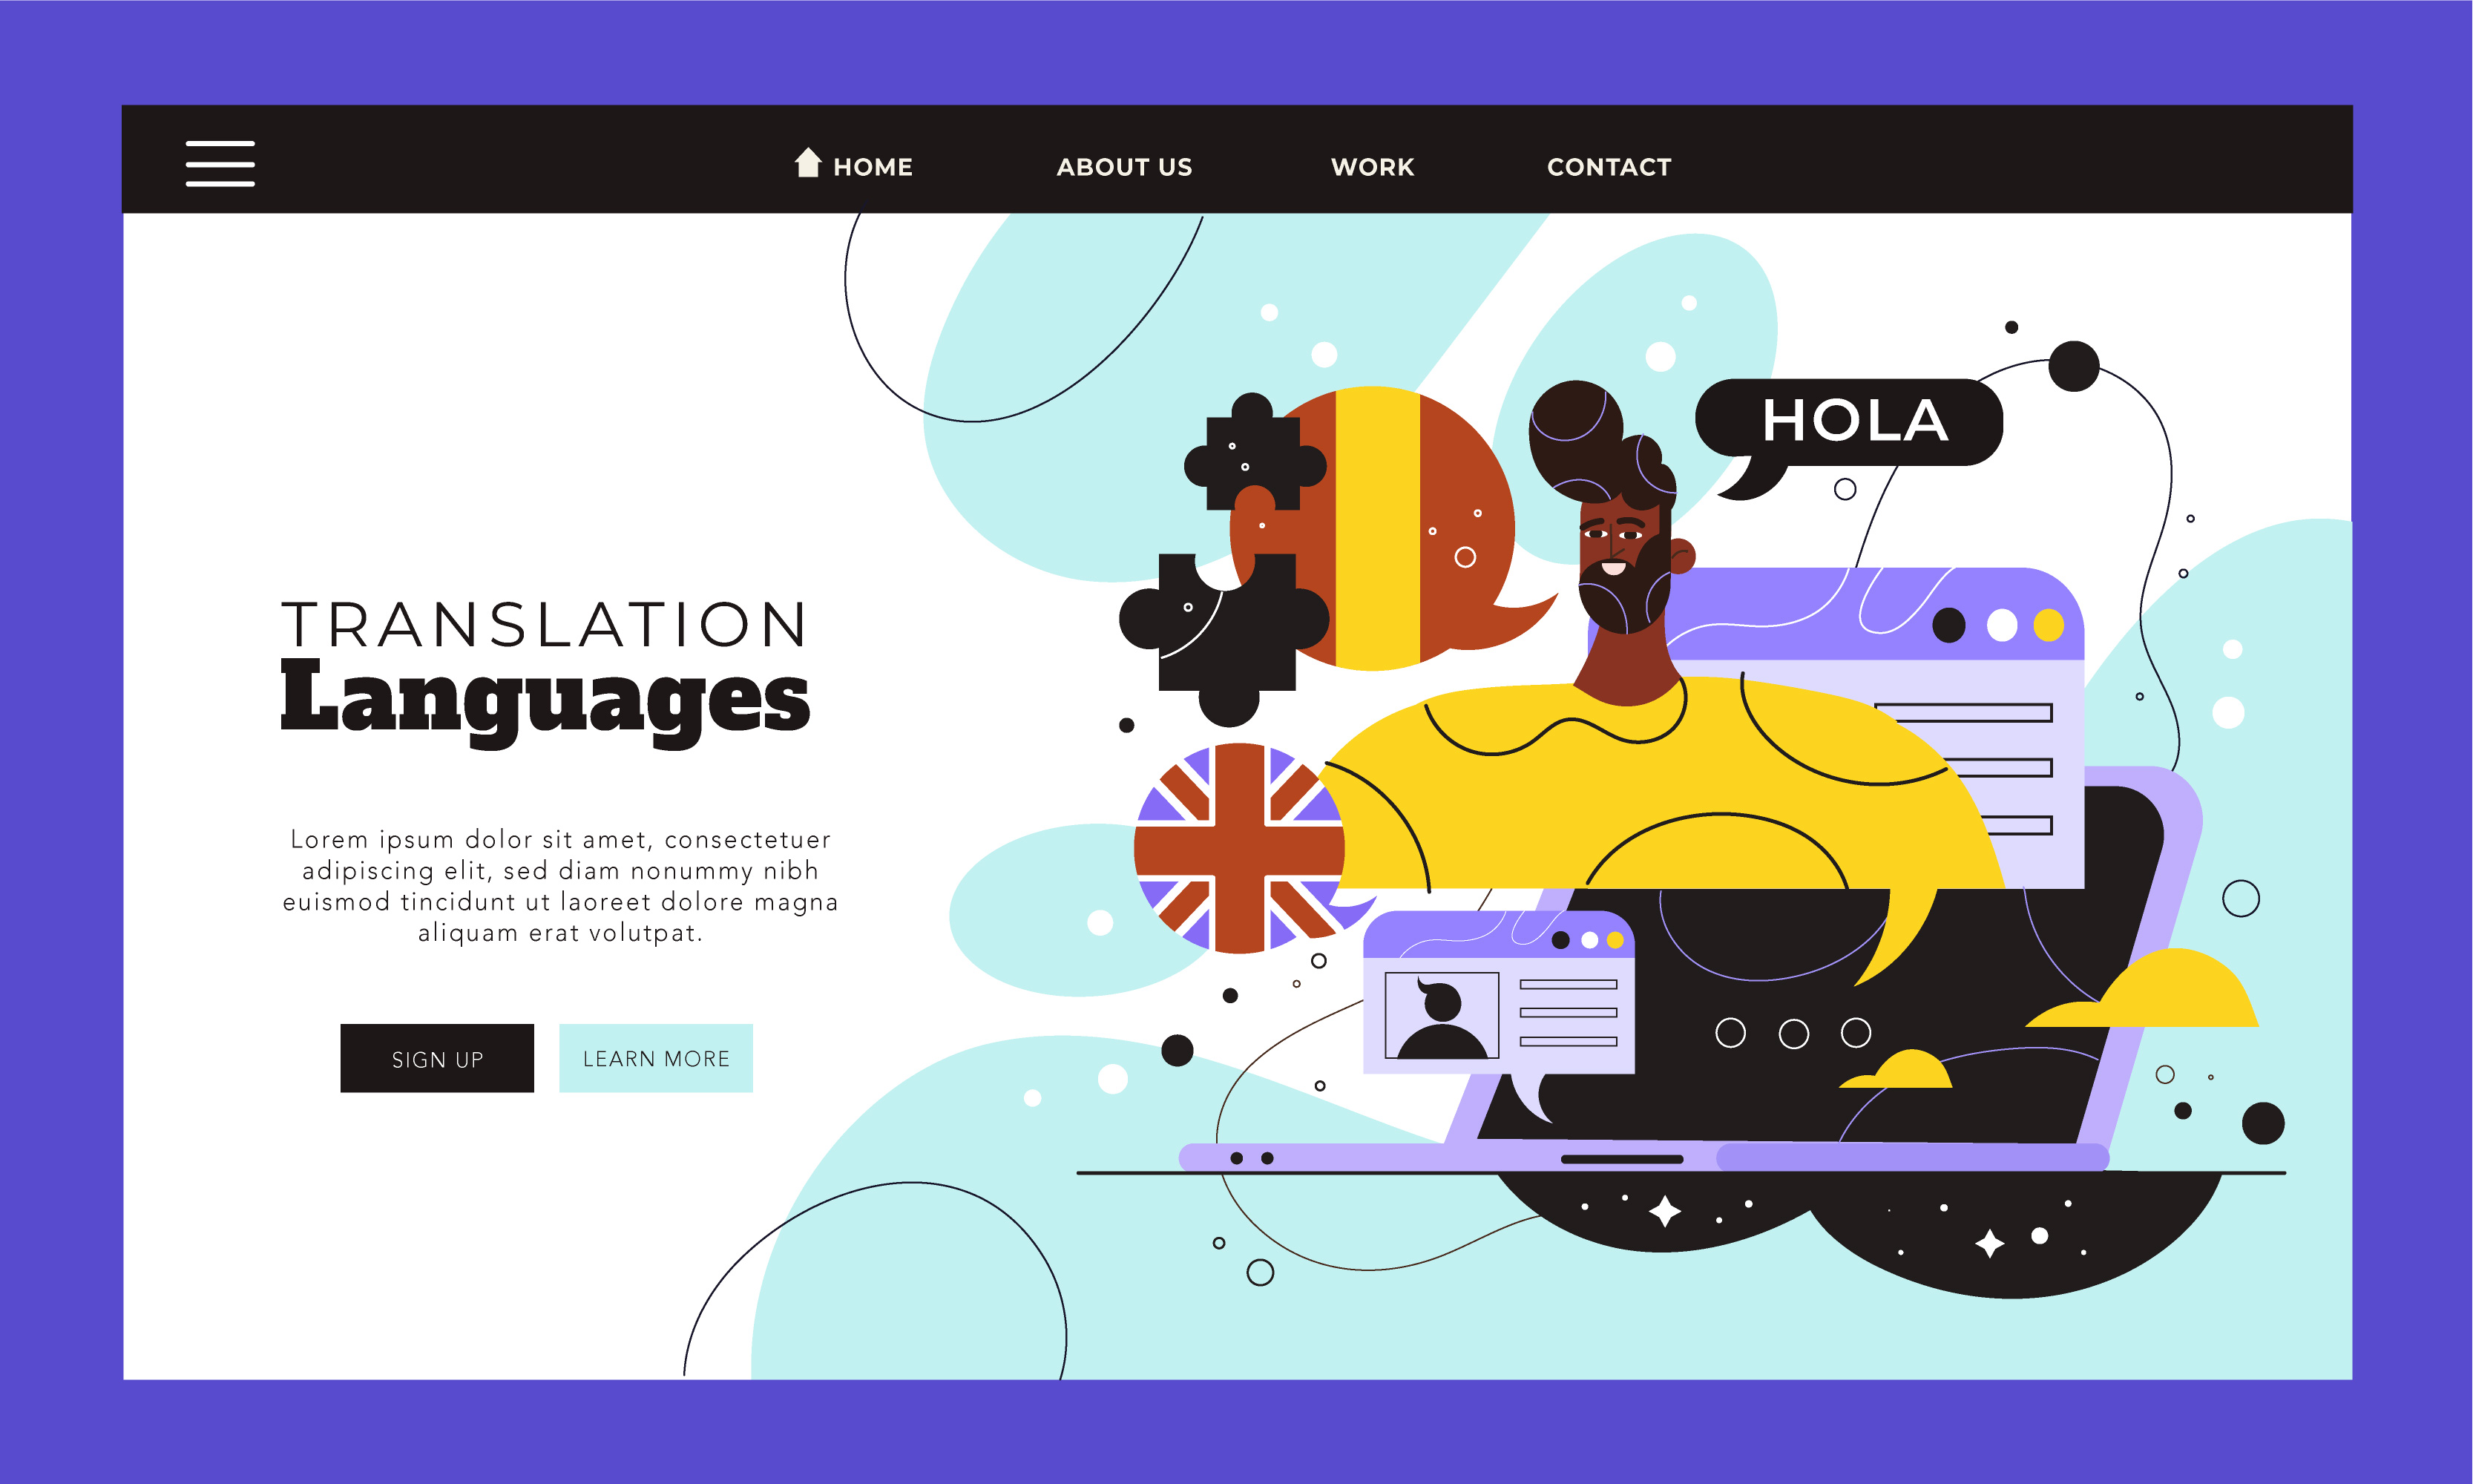 HOME ABOUT US WORK CONTACT
HOLA
TRANSLATION
Languages
Lorem ipsum dolor sit amet, consectetuer
adipiscing elit, sed diam nonummy nibh
euismod tincidunt ut laoreet dolore magna
aliquam erat volutpat.
SIGN UP LEARN MORE